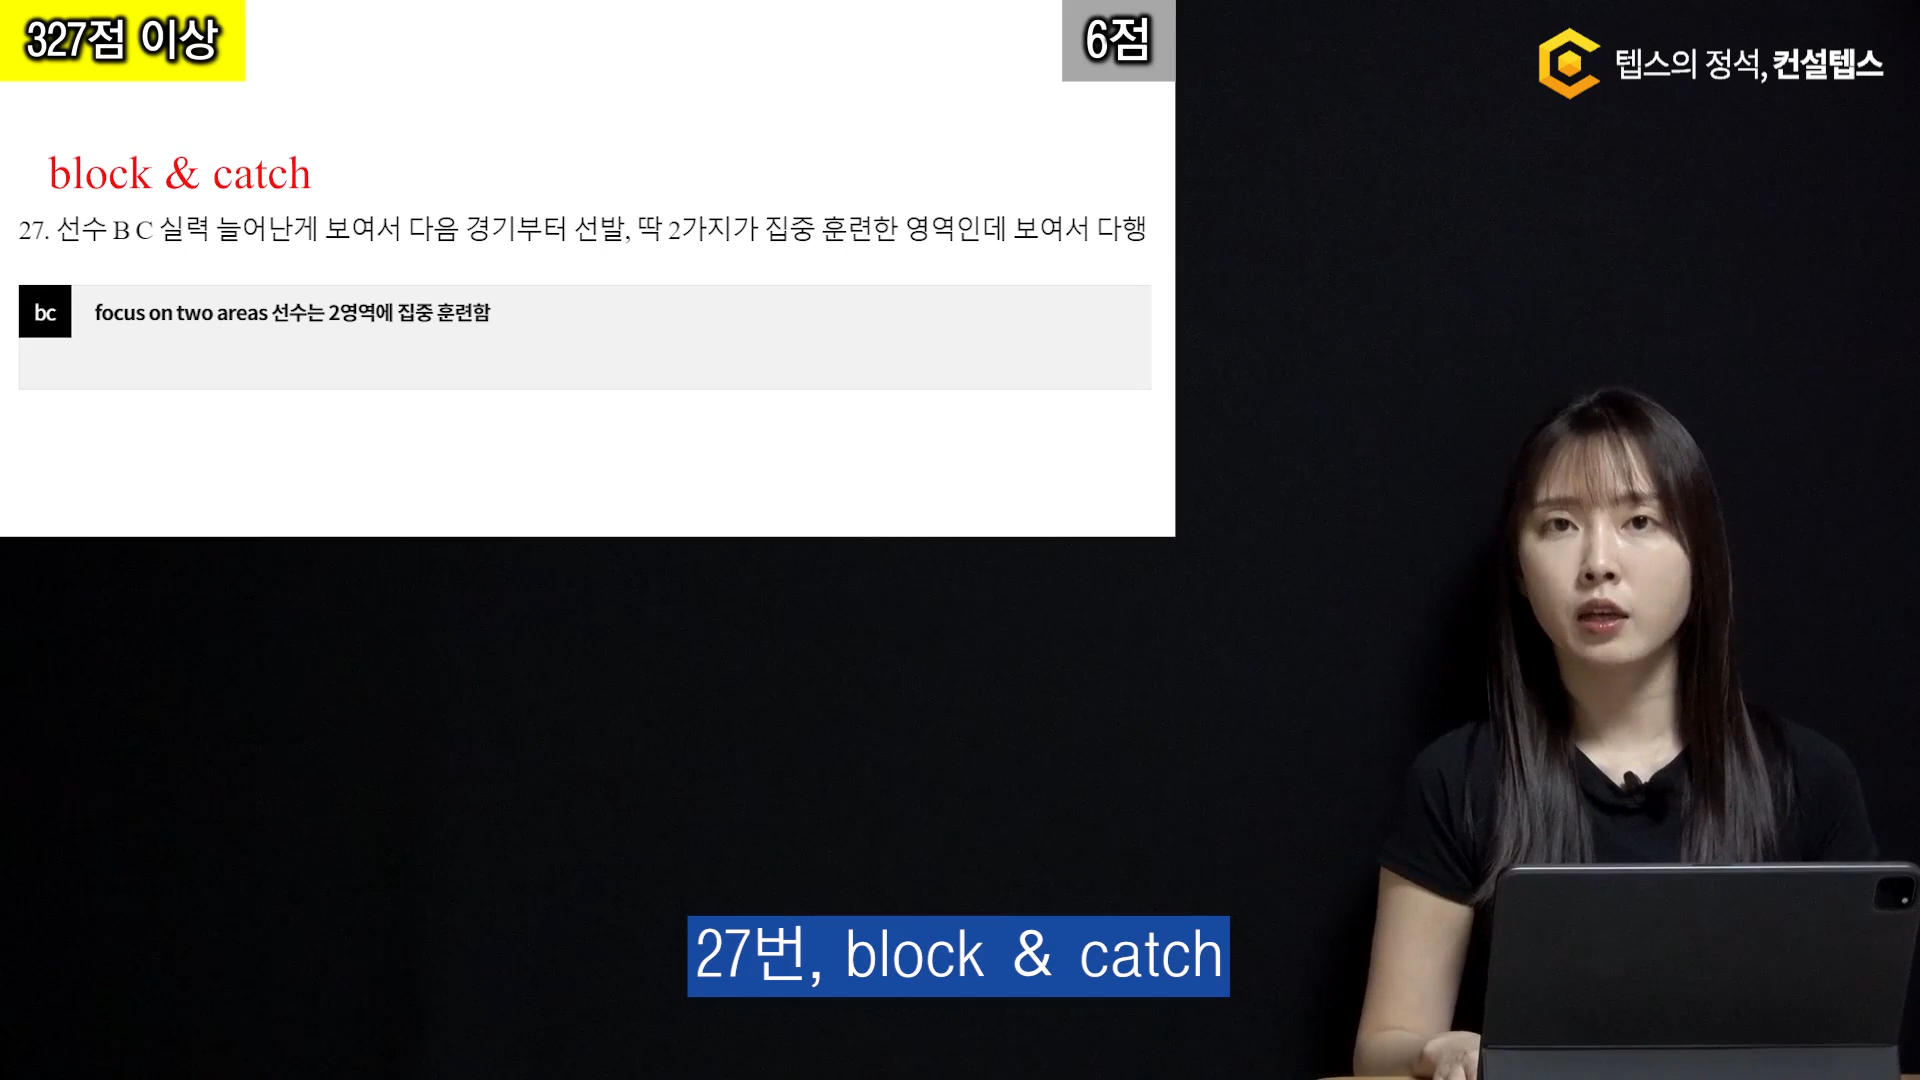 327점 이상
6점
텝스의 정석, 컨설텝스
block & catch
27. 선수 B C 실력 늘어난게 보여서 다음 경기부터 선발, 딱 2가지가 집중 훈련한 영역인데 보여서 다행
bc
focus on two areas 선수는 2영역에 집중 훈련함
27번, block & catch